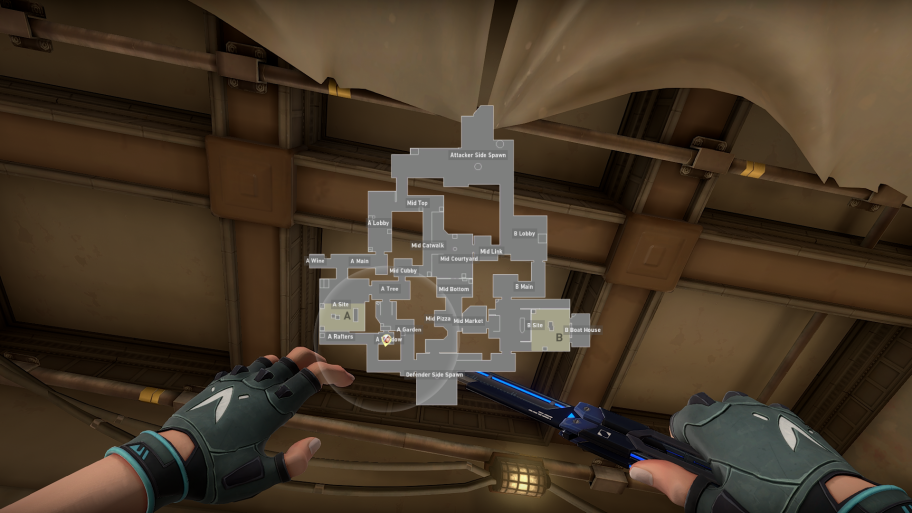 Attacker Side Spawn
Mid Top
A Lobby
B Lobby
Mid Catwalk
Mid Link
A Wine
A Main
Mid Courtyard
Mid Cubby
A Tree
Mid Bottom
B Main
A Site
A
Mid Pizza
Mid Market
B Site
B Boat House
A Garden
A Rafters
B
Defender Side Spawn